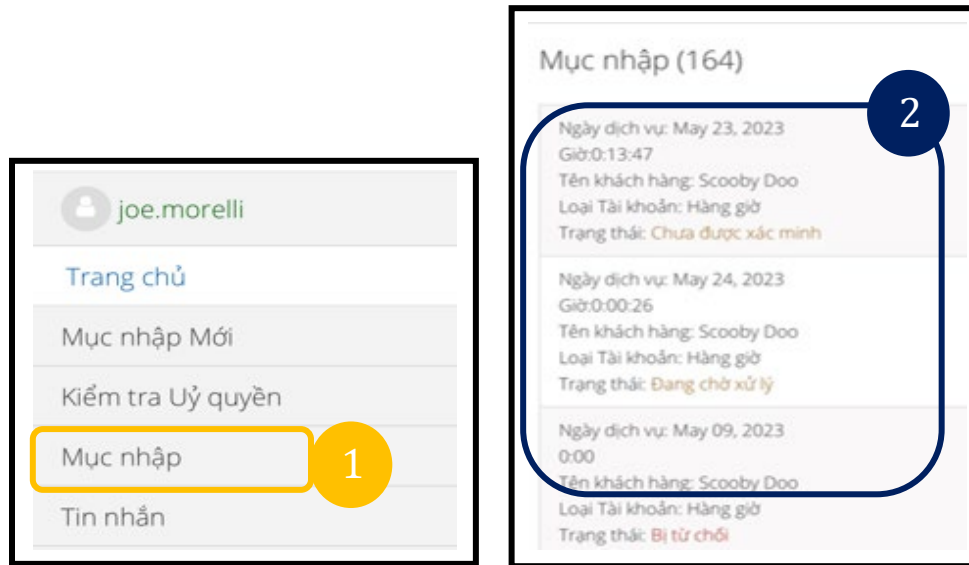 joe.morelli
Trang chủ
Mục nhập Mới
Kiểm tra Uỷ quyền
Mục nhập
1
Tin nhắn
Mục nhập (164)
2
Ngày dịch vụ: May 23, 2023
Giờ:0:13:47
Tên khách hàng: Scooby Doo
Loại Tài khoản: Hàng giờ
Trạng thái: Chưa được xác minh
Ngày dịch vụ: May 24, 2023
Giờ:0:00:26
Tên khách hàng: Scooby Doo
Loại Tài khoản: Hàng giờ
Trạng thái: Đang chờ xử lý
Ngày dịch vụ: May 09, 2023
0:00
Tên khách hàng: Scooby Doo
Loại Tài khoản: Hàng giờ
Trạng thái: Bị từ chối